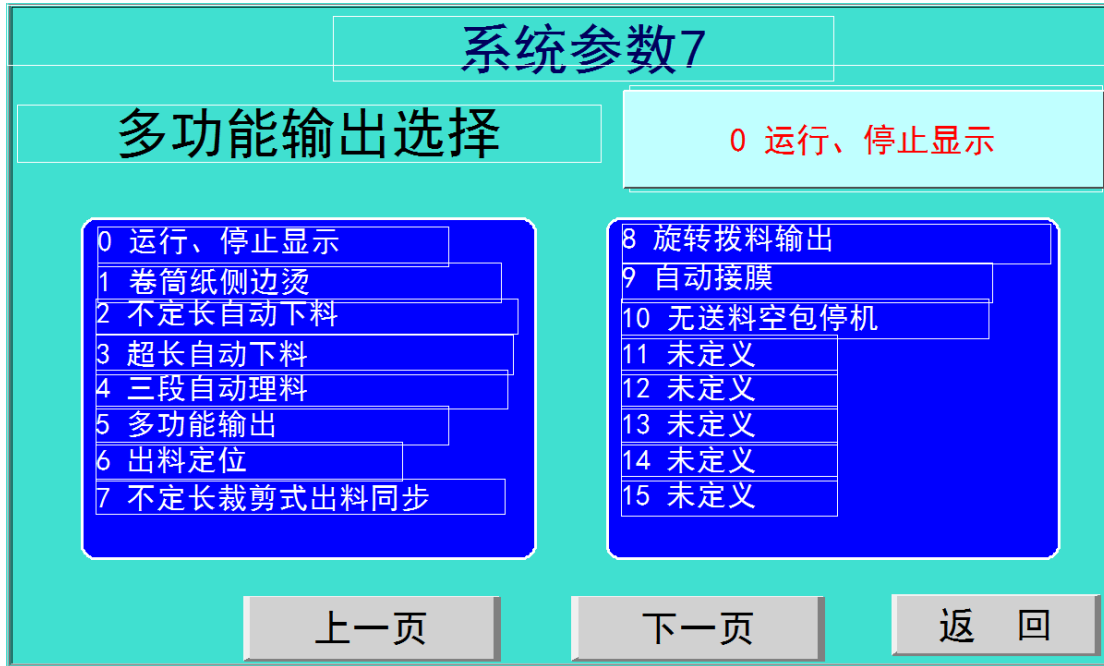 系统参数7
多功能输出选择
0 运行、停止显示
0 运行、停止显示
1 卷筒纸侧边烫
2 不定长自动下料
3 超长自动下料
4 三段自动理料
5 多功能输出
6 出料定位
7 不定长裁剪式出料同步
8 旋转拨料输出
9 自动接膜
10 无送料空包停机
11 未定义
12 未定义
13 未定义
14 未定义
15 未定义
上一页
下一页
返 回